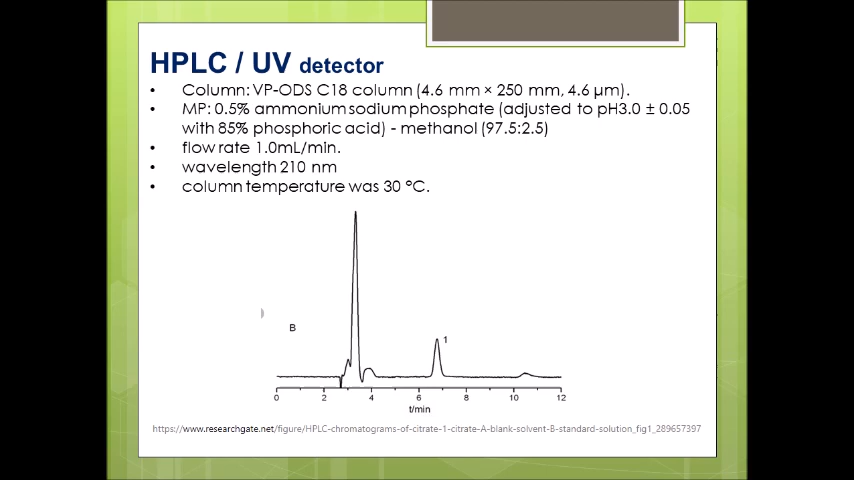 HPLC / UV detector
• Column: VP-ODS C18 column (4.6 mm × 250 mm, 4.6 μm).
• MP: 0.5% ammonium sodium phosphate (adjusted to pH3.0 ± 0.05
with 85% phosphoric acid) - methanol (97.5:2.5)
• flow rate 1.0mL/min.
• wavelength 210 nm
• column temperature was 30 °C.
B
1
0 2 4 6 8 10 12
t/min
https://www.researchgate.net/figure/HPLC-chromatograms-of-citrate-1-citrate-A-blank-solvent-B-standard-solution_fig1_289657397